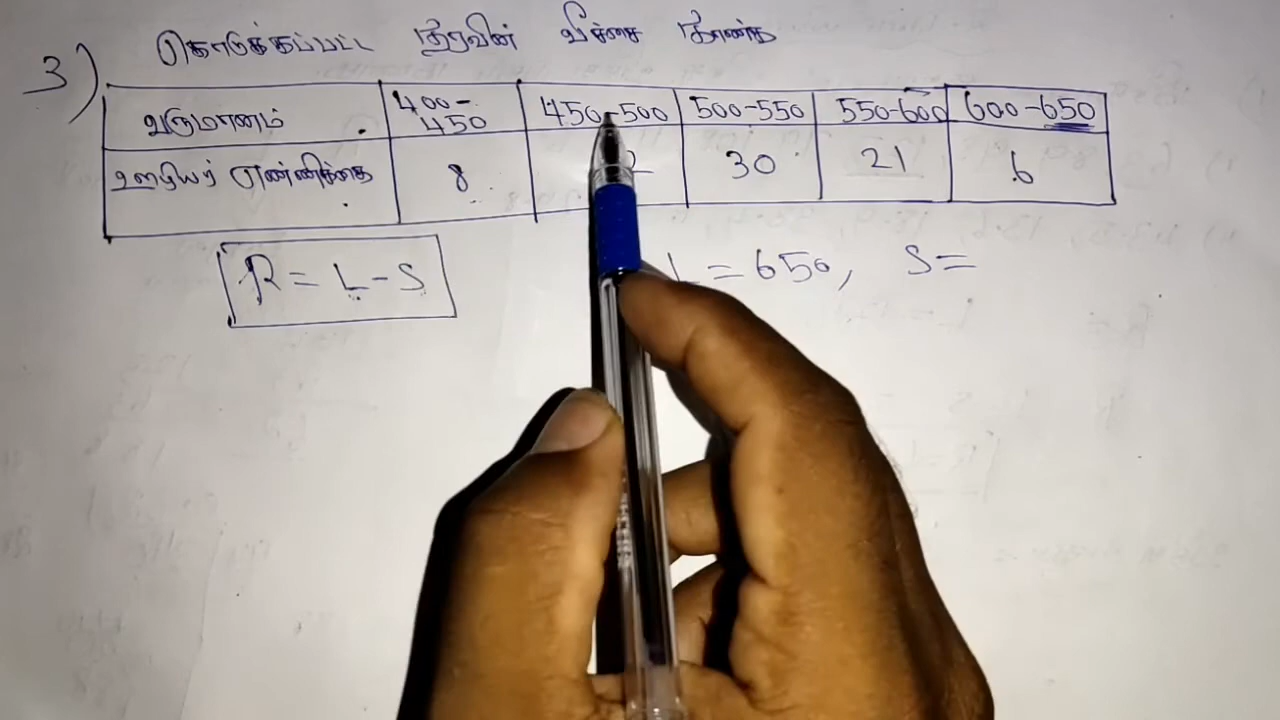 3) கொடுக்கப்பட்ட தரவின் வீச்சை காண்க
வருமானம் 400-450 450-500 500-550 550-600 600-650
ஊழியர் எண்ணிக்கை 8 30 21 6
R = L - S L = 650, S =